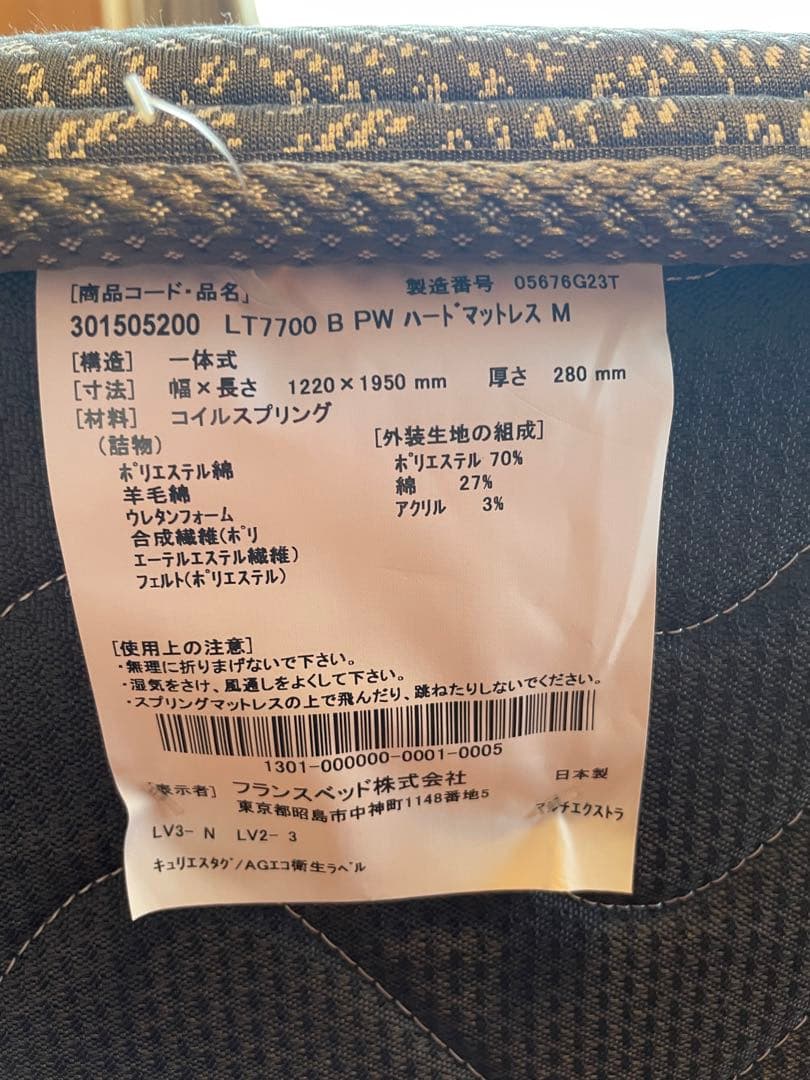 [商品コード・品名] 製造番号 05676G23T
301505200 LT7700 B PW ハードマットレス M
[構造] 一体式
[寸法] 幅×長さ 1220×1950 mm 厚さ 280 mm
[材料] コイルスプリング
(詰物)
ポリエステル綿
羊毛綿
ウレタンフォーム
合成繊維(ポリ
エーテルエステル繊維)
フェルト(ポリエステル)
[外装生地の組成]
ポリエステル 70%
綿 27%
アクリル 3%
[使用上の注意]
・無理に折りまげないで下さい。
・湿気をさけ、風通しをよくして下さい。
・スプリングマットレスの上で飛んだり、跳ねたりしないでください。
1301-000000-0001-0005
[表示者] フランスベッド株式会社 日本製
東京都昭島市中神町1148番地5 マルチエクストラ
LV3- N LV2- 3
キュリエスタグ/AGエコ衛生ラベル